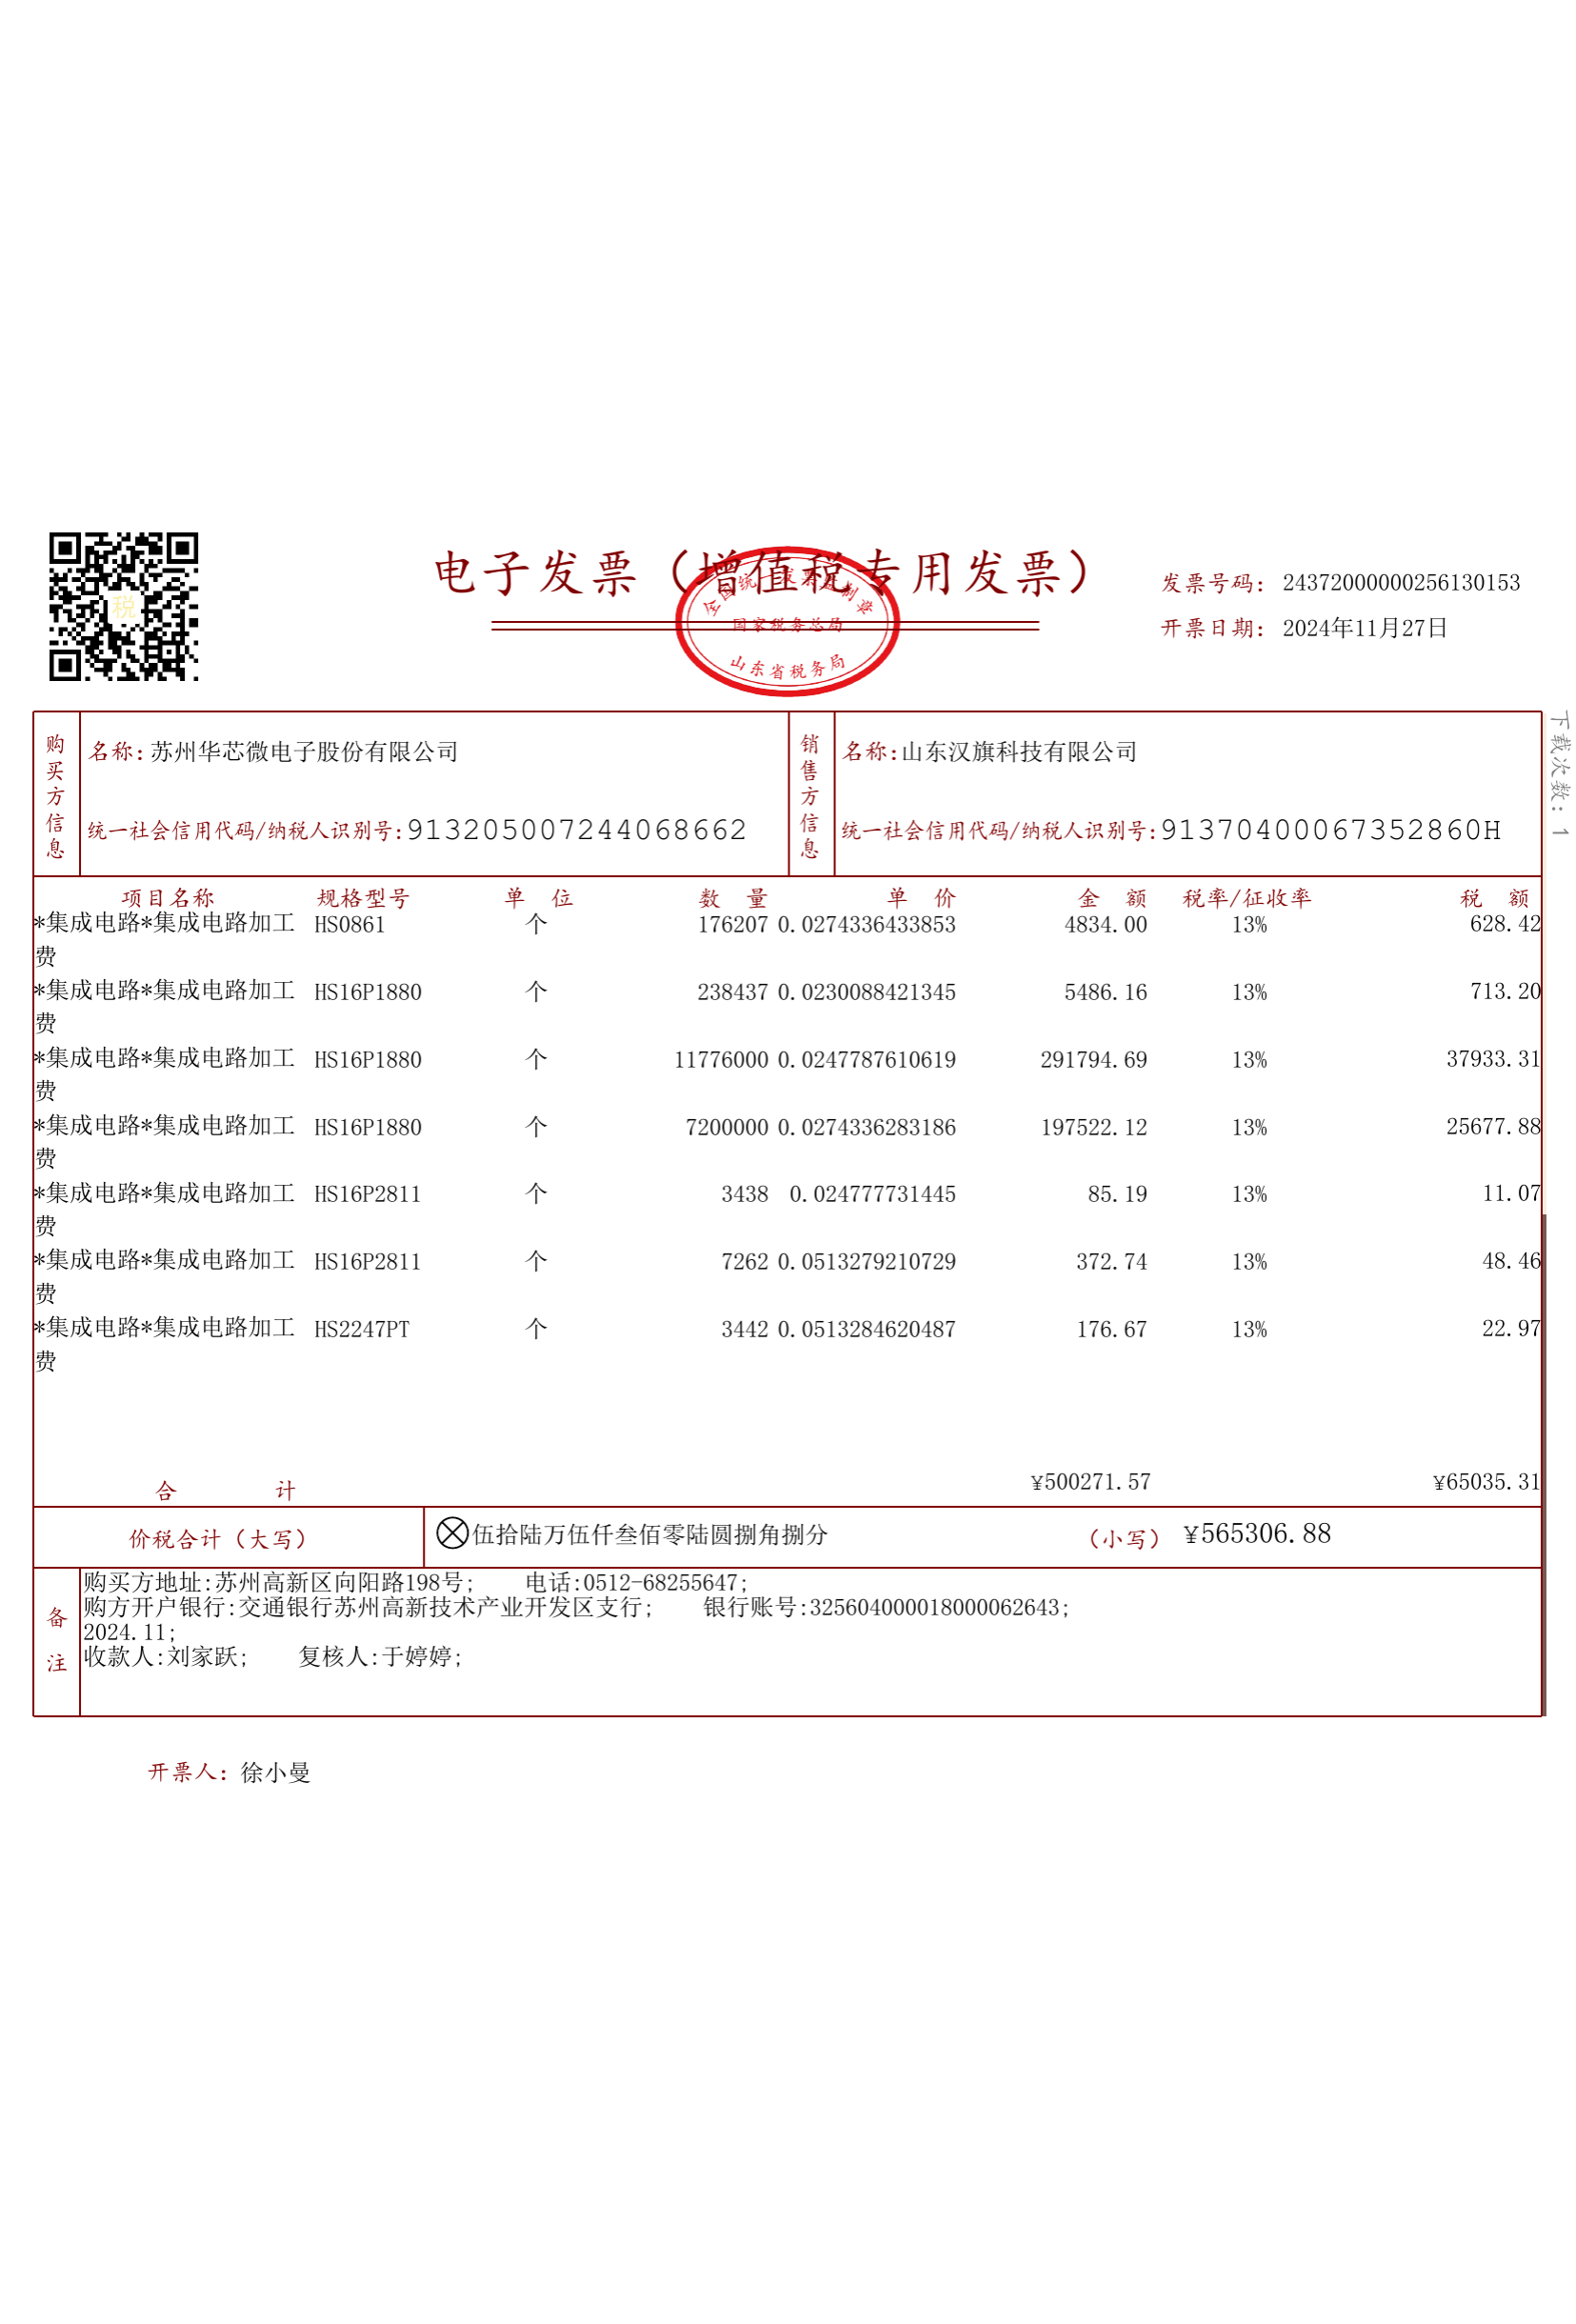 电子发票（增值税专用发票）
全国统一发票监制章
国家税务总局
山东省税务局
税
发票号码：24372000000256130153
开票日期：2024年11月27日
下载次数：1
购买方信息
名称：苏州华芯微电子股份有限公司
统一社会信用代码/纳税人识别号：913205007244068662
销售方信息
名称：山东汉旗科技有限公司
统一社会信用代码/纳税人识别号：91370400067352860H
项目名称 规格型号 单 位 数 量 单 价 金 额 税率/征收率 税 额
*集成电路*集成电路加工 HS0861 个 176207 0.0274336433853 4834.00 13% 628.42
费
*集成电路*集成电路加工 HS16P1880 个 238437 0.0230088421345 5486.16 13% 713.20
费
*集成电路*集成电路加工 HS16P1880 个 11776000 0.0247787610619 291794.69 13% 37933.31
费
*集成电路*集成电路加工 HS16P1880 个 7200000 0.0274336283186 197522.12 13% 25677.88
费
*集成电路*集成电路加工 HS16P2811 个 3438 0.024777731445 85.19 13% 11.07
费
*集成电路*集成电路加工 HS16P2811 个 7262 0.0513279210729 372.74 13% 48.46
费
*集成电路*集成电路加工 HS2247PT 个 3442 0.0513284620487 176.67 13% 22.97
费
合 计 ¥500271.57 ¥65035.31
价税合计（大写） 伍拾陆万伍仟叁佰零陆圆捌角捌分 （小写）¥565306.88
备注
购买方地址:苏州高新区向阳路198号; 电话:0512-68255647;
购方开户银行:交通银行苏州高新技术产业开发区支行; 银行账号:325604000018000062643;
2024.11;
收款人:刘家跃; 复核人:于婷婷;
开票人：徐小曼